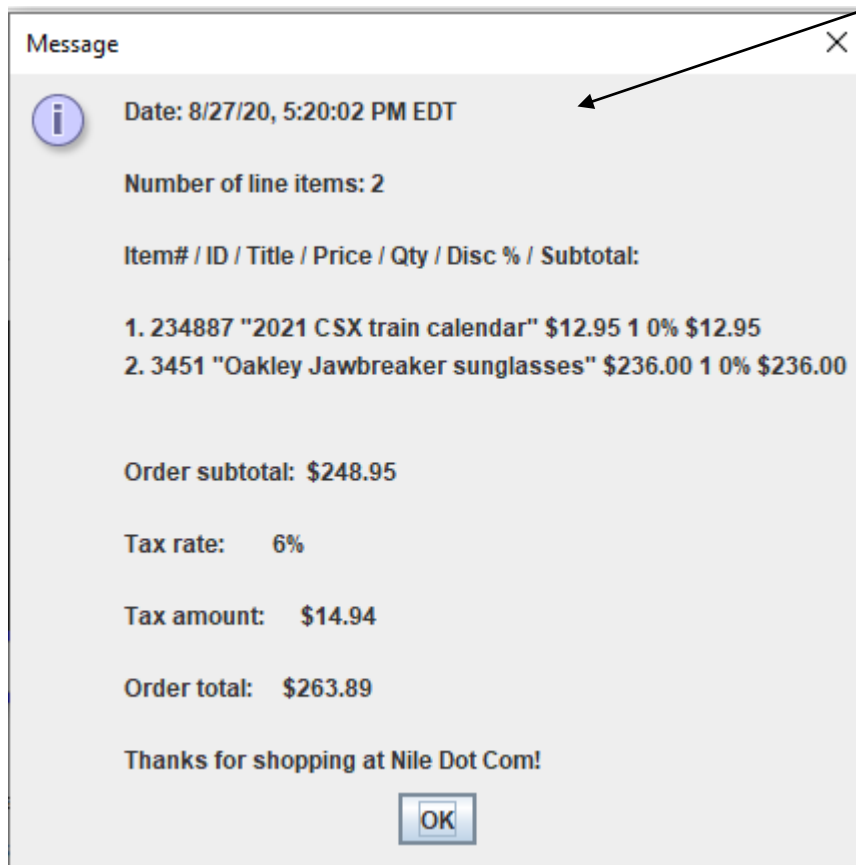 Message
Date: 8/27/20, 5:20:02 PM EDT
Number of line items: 2
Item# / ID / Title / Price / Qty / Disc % / Subtotal:
1. 234887 "2021 CSX train calendar" $12.95 1 0% $12.95
2. 3451 "Oakley Jawbreaker sunglasses" $236.00 1 0% $236.00
Order subtotal: $248.95
Tax rate: 6%
Tax amount: $14.94
Order total: $263.89
Thanks for shopping at Nile Dot Com!
OK